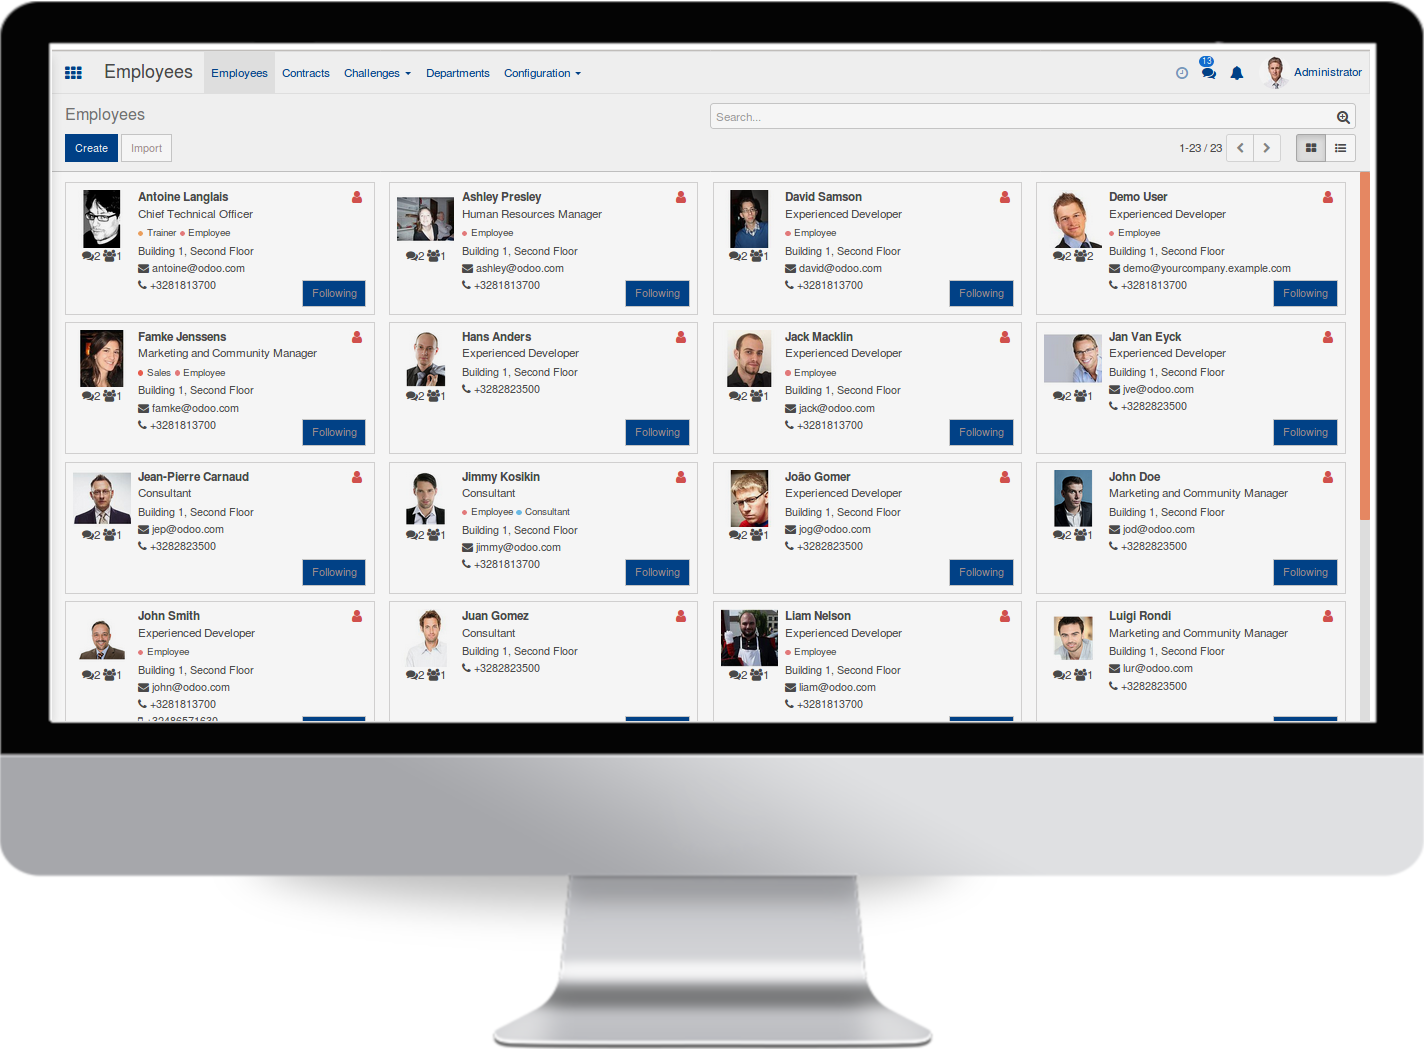 Employees Employees Contracts Challenges Departments Configuration 13 Administrator
Employees
Search...
Create Import 1-23 / 23
Antoine Langlais
Chief Technical Officer
Trainer Employee
Building 1, Second Floor
2 1 antoine@odoo.com
+3281813700
Following
Ashley Presley
Human Resources Manager
Employee
Building 1, Second Floor
2 1 ashley@odoo.com
+3281813700
Following
David Samson
Experienced Developer
Employee
Building 1, Second Floor
2 1 david@odoo.com
+3281813700
Following
Demo User
Experienced Developer
Employee
Building 1, Second Floor
2 2 demo@yourcompany.example.com
+3281813700
Following
Famke Jenssens
Marketing and Community Manager
Sales Employee
Building 1, Second Floor
2 1 famke@odoo.com
+3281813700
Following
Hans Anders
Experienced Developer
Building 1, Second Floor
2 1 +3282823500
Following
Jack Macklin
Experienced Developer
Employee
Building 1, Second Floor
2 1 jack@odoo.com
+3281813700
Following
Jan Van Eyck
Experienced Developer
Building 1, Second Floor
2 1 jve@odoo.com
+3282823500
Following
Jean-Pierre Carnaud
Consultant
Building 1, Second Floor
2 1 jep@odoo.com
+3282823500
Following
Jimmy Kosikin
Consultant
Employee Consultant
Building 1, Second Floor
2 1 jimmy@odoo.com
+3281813700
Following
João Gomer
Experienced Developer
Building 1, Second Floor
2 1 jog@odoo.com
+3282823500
Following
John Doe
Marketing and Community Manager
Building 1, Second Floor
2 1 jod@odoo.com
+3282823500
Following
John Smith
Experienced Developer
Employee
Building 1, Second Floor
2 1 john@odoo.com
+3281813700
+32486571630
Juan Gomez
Consultant
Building 1, Second Floor
2 1 +3282823500
Liam Nelson
Experienced Developer
Employee
Building 1, Second Floor
2 1 liam@odoo.com
+3281813700
Luigi Rondi
Marketing and Community Manager
Building 1, Second Floor
2 1 lur@odoo.com
+3282823500